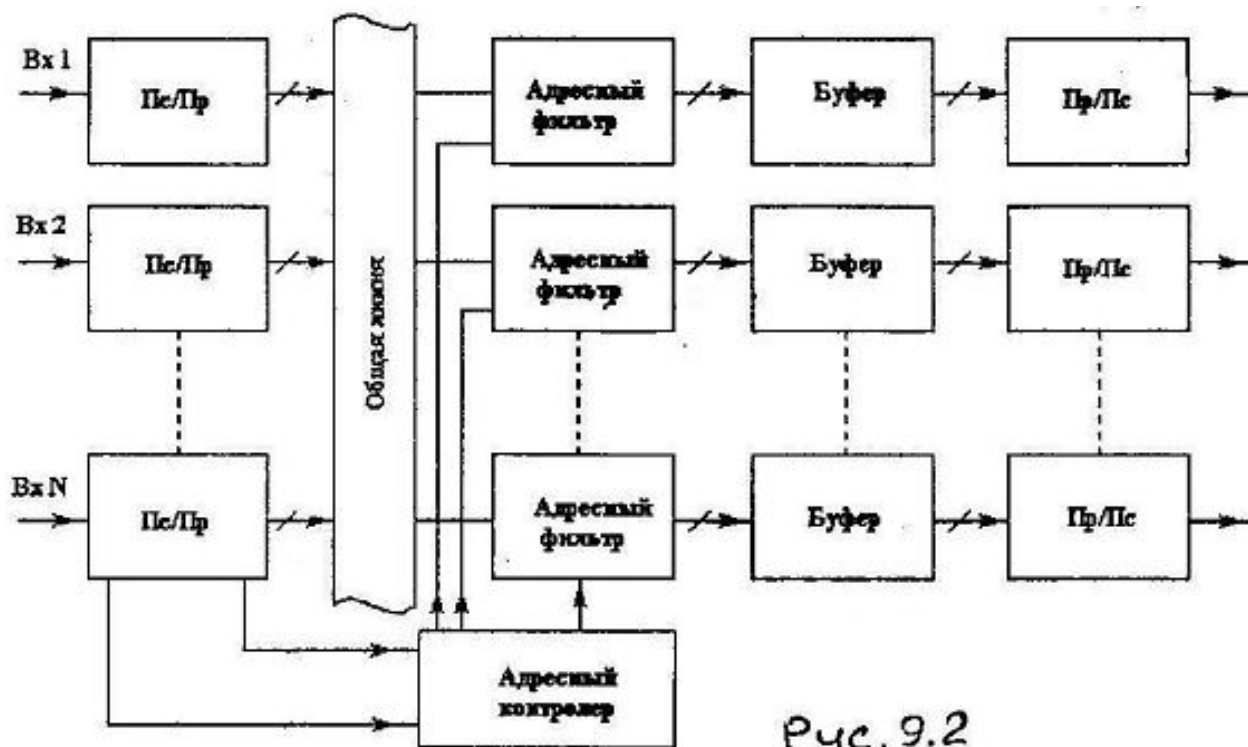 Вх 1
Пс/Пр
Адресный
фильтр
Буфер
Пр/Пс
Вх 2
Пс/Пр
Адресный
фильтр
Буфер
Пр/Пс
Общая линия
Вх N
Пс/Пр
Адресный
фильтр
Буфер
Пр/Пс
Адресный
контролер
Рис. 9.2